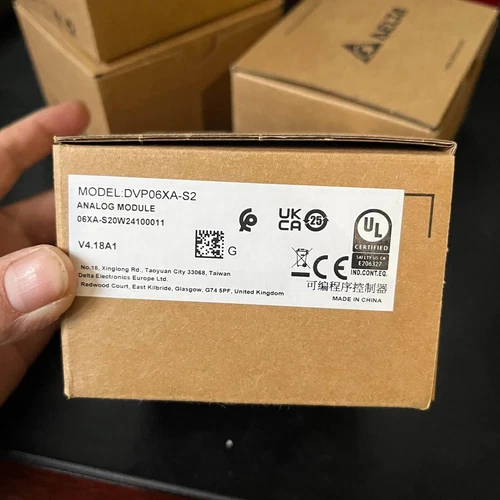 DELTA
MODEL:DVP06XA-S2
ANALOG MODULE
06XA-S20W24100011
V4.18A1
G
UK
CA
25
UL
CERTIFIED
SAFETY US CA
E206327
IND.CONT.EQ.
CE
No.18, Xinglong Rd., Taoyuan City 33068, Taiwan
Delta Electronics Europe Ltd.
Redwood Court, East Kilbride, Glasgow, G74 5PF, United Kingdom
可编程序控制器
MADE IN CHINA